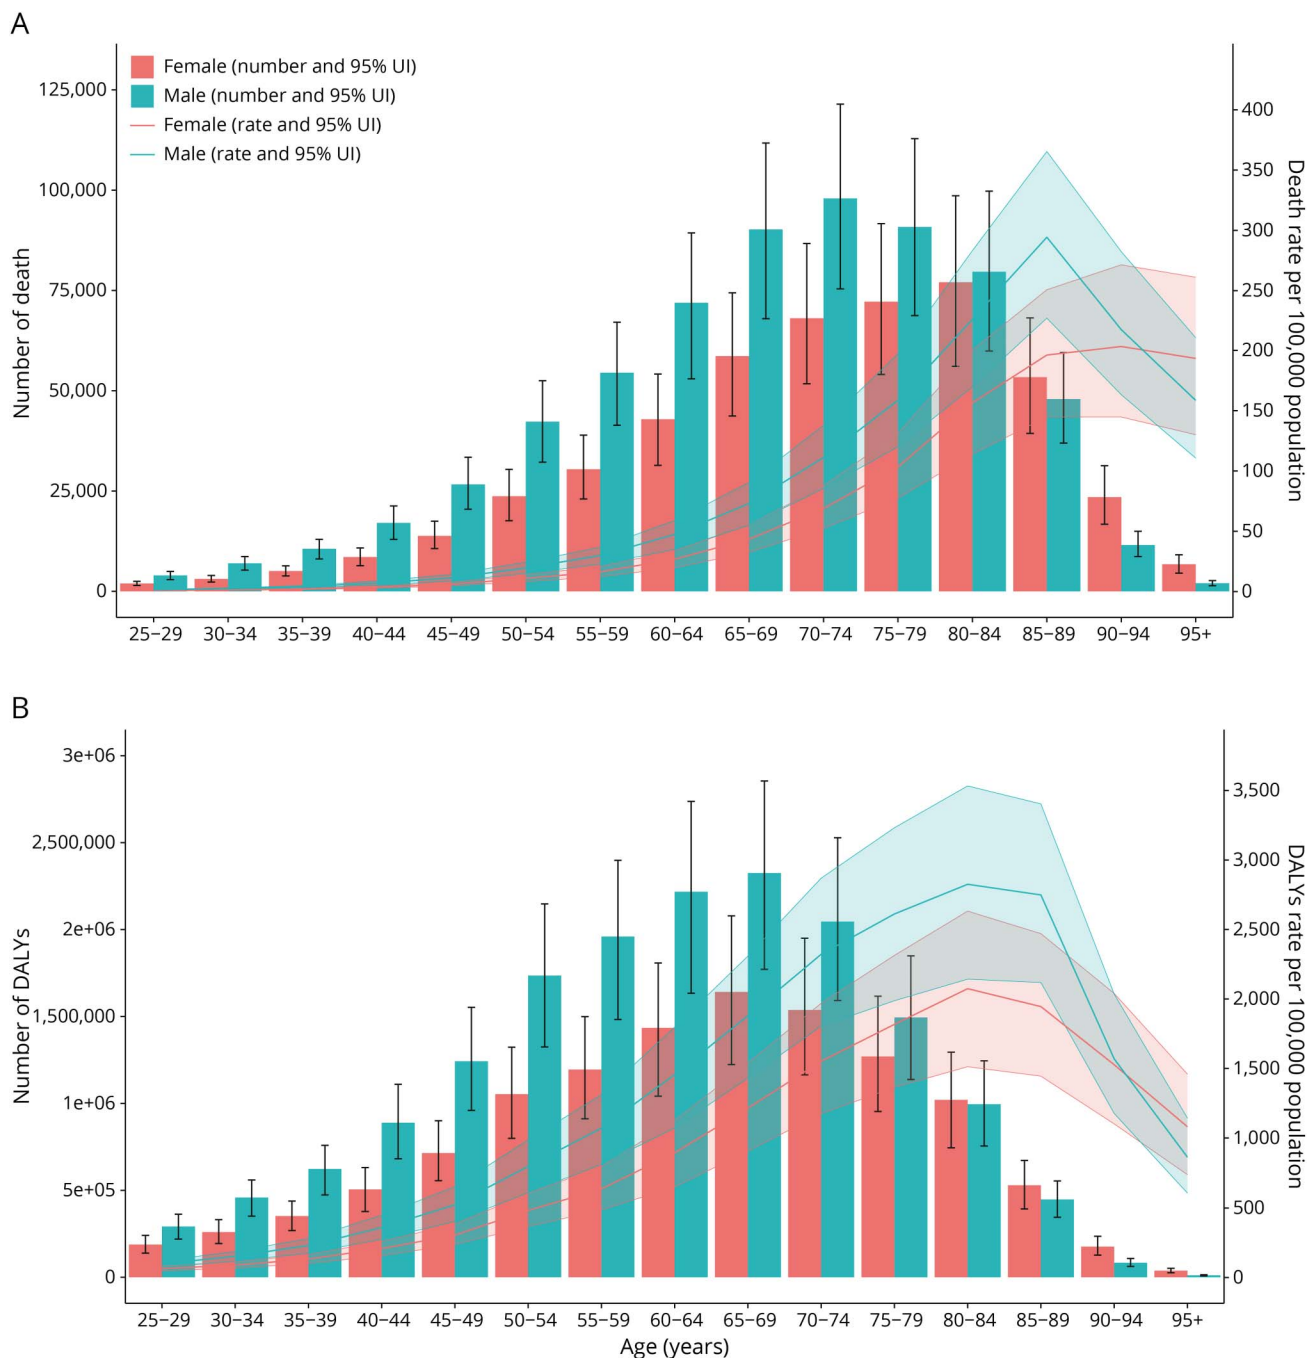 A
Female (number and 95% UI)
Male (number and 95% UI)
Female (rate and 95% UI)
Male (rate and 95% UI)
Number of death
125,000
100,000
75,000
50,000
25,000
0
400
350
300
250
200
150
100
50
0
Death rate per 100,000 population
25–29 30–34 35–39 40–44 45–49 50–54 55–59 60–64 65–69 70–74 75–79 80–84 85–89 90–94 95+
B
Number of DALYs
3e+06
2,500,000
2e+06
1,500,000
1e+06
5e+05
0
3,500
3,000
2,500
2,000
1,500
1,000
500
0
DALYs rate per 100,000 population
25–29 30–34 35–39 40–44 45–49 50–54 55–59 60–64 65–69 70–74 75–79 80–84 85–89 90–94 95+
Age (years)